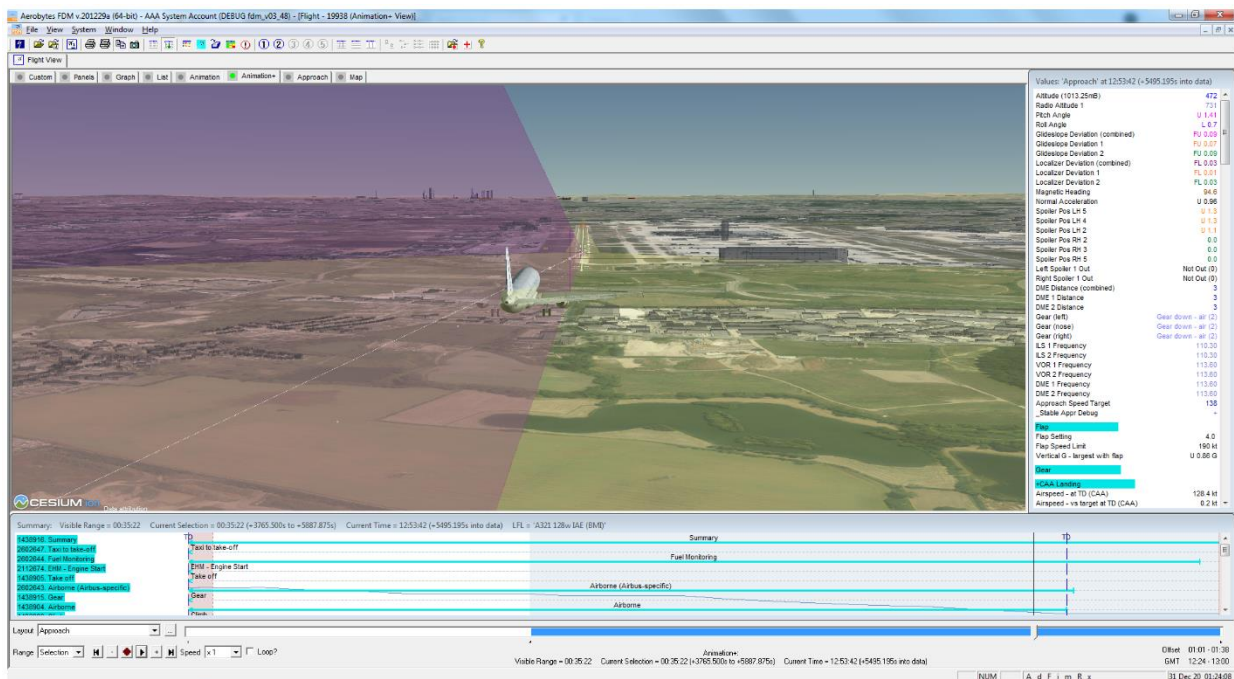 Aerobytes FDM v.201229a (64-bit) - AAA System Account (DEBUG fdm_v03_48) - [Flight - 19938 (Animation+ View)]
File View System Window Help
Flight View
Custom Panels Graph List Animation Animation+ Approach Map
Values: 'Approach' at 12:53:42 (+5495.195s into data)
Altitude (1013.25mB) 472
Radio Altitude 1 731
Pitch Angle U 1.41
Roll Angle L 0.7
Glideslope Deviation (combined) FU 0.09
Glideslope Deviation 1 FU 0.07
Glideslope Deviation 2 FU 0.09
Localizer Deviation (combined) FL 0.03
Localizer Deviation 1 FL 0.01
Localizer Deviation 2 FL 0.03
Magnetic Heading 94.6
Normal Acceleration U 0.96
Spoiler Pos LH 5 U 1.3
Spoiler Pos LH 4 U 1.3
Spoiler Pos LH 2 U 1.1
Spoiler Pos RH 2 0.0
Spoiler Pos RH 3 0.0
Spoiler Pos RH 5 0.0
Left Spoiler 1 Out Not Out (0)
Right Spoiler 1 Out Not Out (0)
DME Distance (combined) 3
DME 1 Distance 3
DME 2 Distance 3
Gear (left) Gear down - air (2)
Gear (nose) Gear down - air (2)
Gear (right) Gear down - air (2)
ILS 1 Frequency 110.30
ILS 2 Frequency 110.30
VOR 1 Frequency 113.60
VOR 2 Frequency 113.60
DME 1 Frequency 113.60
DME 2 Frequency 113.60
Approach Speed Target 138
_Stable Appr Debug +
Flap
Flap Setting 4.0
Flap Speed Limit 190 kt
Vertical G - largest with flap U 0.86 G
Gear
+CAA Landing
Airspeed - at TD (CAA) 128.4 kt
Airspeed - vs target at TD (CAA) 0.2 kt
CESIUM
Data attribution
Summary: Visible Range = 00:35:22 Current Selection = 00:35:22 (+3765.500s to +5887.875s) Current Time = 12:53:42 (+5495.195s into data) LFL = 'A321 128w IAE (BMI)'
1438916. Summary
2602647. Taxi to take-off
2602644. Fuel Monitoring
2112674. EHM - Engine Start
1438905. Take off
2602643. Airborne (Airbus-specific)
1438915. Gear
1438904. Airborne
TD Summary TD
Taxi to take-off
Fuel Monitoring
EHM - Engine Start
Take off
Airborne (Airbus-specific)
Gear
Airborne
Climb
Layout Approach ...
Range Selection Speed x1 Loop?
Animation+:
Visible Range = 00:35:22 Current Selection = 00:35:22 (+3765.500s to +5887.875s) Current Time = 12:53:42 (+5495.195s into data)
Offset 01:01 - 01:38
GMT 12:24 - 13:00
NUM A d F i m R x 31 Dec 20 01:24:08